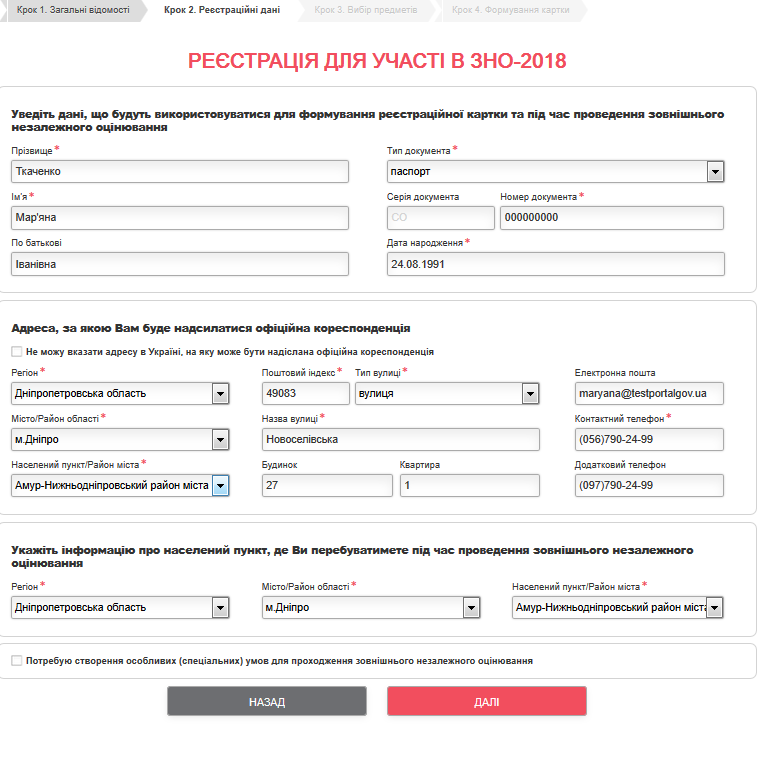 Крок 1. Загальні відомості Крок 2. Реєстраційні дані Крок 3. Вибір предметів Крок 4. Формування картки
РЕЄСТРАЦІЯ ДЛЯ УЧАСТІ В ЗНО-2018
Уведіть дані, що будуть використовуватися для формування реєстраційної картки та під час проведення зовнішнього
незалежного оцінювання
Прізвище * Тип документа *
Ткаченко паспорт
Ім'я * Серія документа Номер документа *
Мар'яна СО 000000000
По батькові Дата народження *
Іванівна 24.08.1991
Адреса, за якою Вам буде надсилатися офіційна кореспонденція
Не можу вказати адресу в Україні, на яку може бути надіслана офіційна кореспонденція
Регіон * Поштовий індекс * Тип вулиці * Електронна пошта
Дніпропетровська область 49083 вулиця maryana@testportalgov.ua
Місто/Район області * Назва вулиці * Контактний телефон *
м.Дніпро Новоселівська (056)790-24-99
Населений пункт/Район міста * Будинок Квартира Додатковий телефон
Амур-Нижньодніпровський район міста 27 1 (097)790-24-99
Укажіть інформацію про населений пункт, де Ви перебуватимете під час проведення зовнішнього незалежного
оцінювання
Регіон * Місто/Район області * Населений пункт/Район міста *
Дніпропетровська область м.Дніпро Амур-Нижньодніпровський район міста
Потребую створення особливих (спеціальних) умов для проходження зовнішнього незалежного оцінювання
НАЗАД ДАЛІ